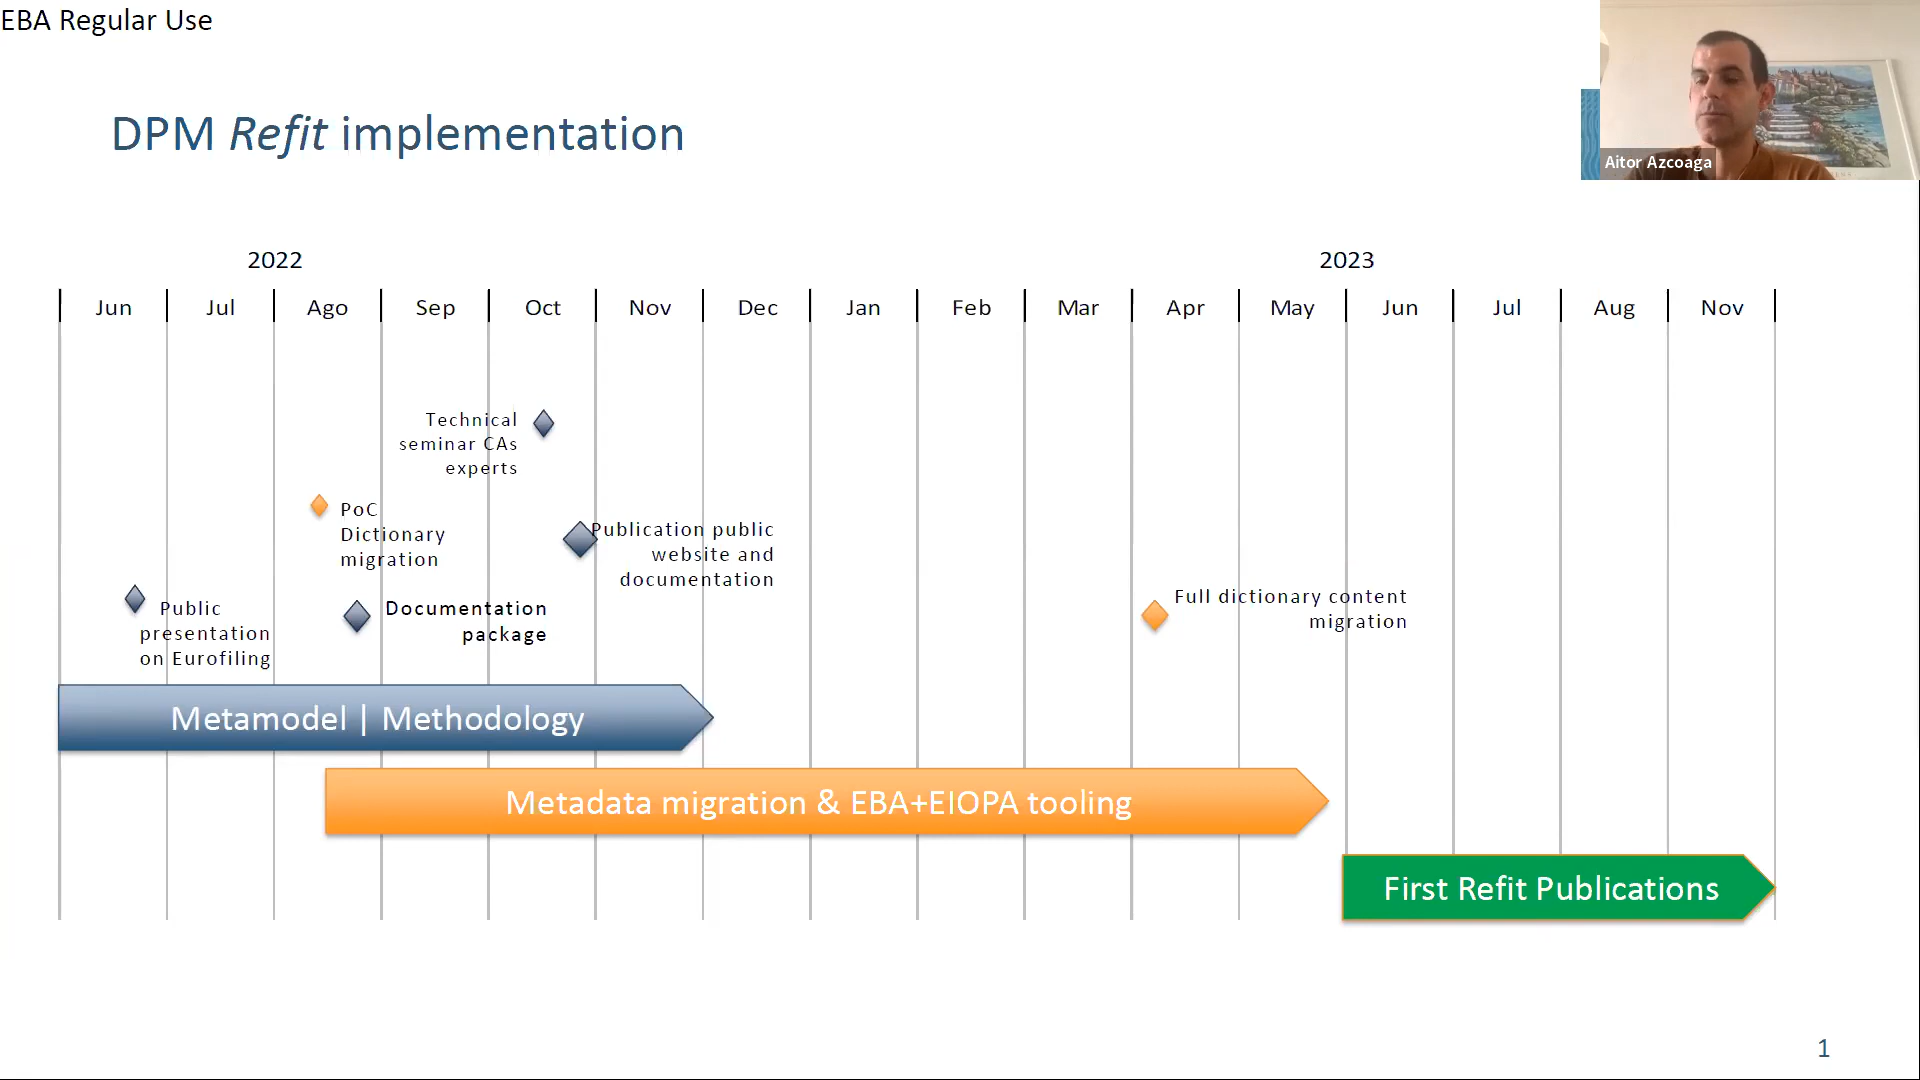 EBA Regular Use
Aitor Azcoaga
DPM Refit implementation
2022
2023
Jun Jul Ago Sep Oct Nov Dec Jan Feb Mar Apr May Jun Jul Aug Nov
Technical
seminar CAs
experts
PoC
Dictionary
migration
Publication public
website and
documentation
Public
presentation
on Eurofiling
Documentation
package
Full dictionary content
migration
Metamodel | Methodology
Metadata migration & EBA+EIOPA tooling
First Refit Publications
1